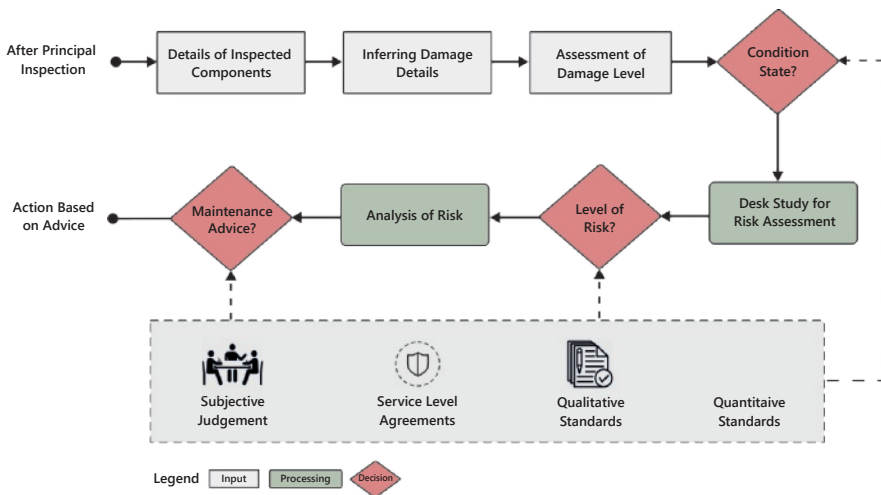 After Principal
Inspection
Details of Inspected
Components
Inferring Damage
Details
Assessment of
Damage Level
Condition
State?
Action Based
on Advice
Maintenance
Advice?
Analysis of Risk
Level of
Risk?
Desk Study for
Risk Assessment
Subjective
Judgement
Service Level
Agreements
Qualitative
Standards
Quantitaive
Standards
Legend
Input
Processing
Decision